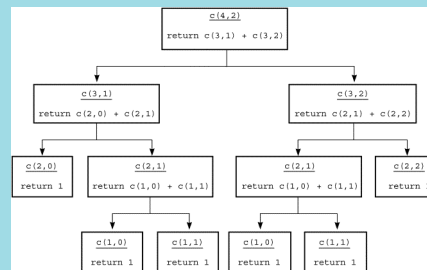 c(4,2)
return c(3,1) + c(3,2)
c(3,1)
return c(2,0) + c(2,1)
c(3,2)
return c(2,1) + c(2,2)
c(2,0)
return 1
c(2,1)
return c(1,0) + c(1,1)
c(2,1)
return c(1,0) + c(1,1)
c(2,2)
return
c(1,0)
return 1
c(1,1)
return 1
c(1,0)
return 1
c(1,1)
return 1